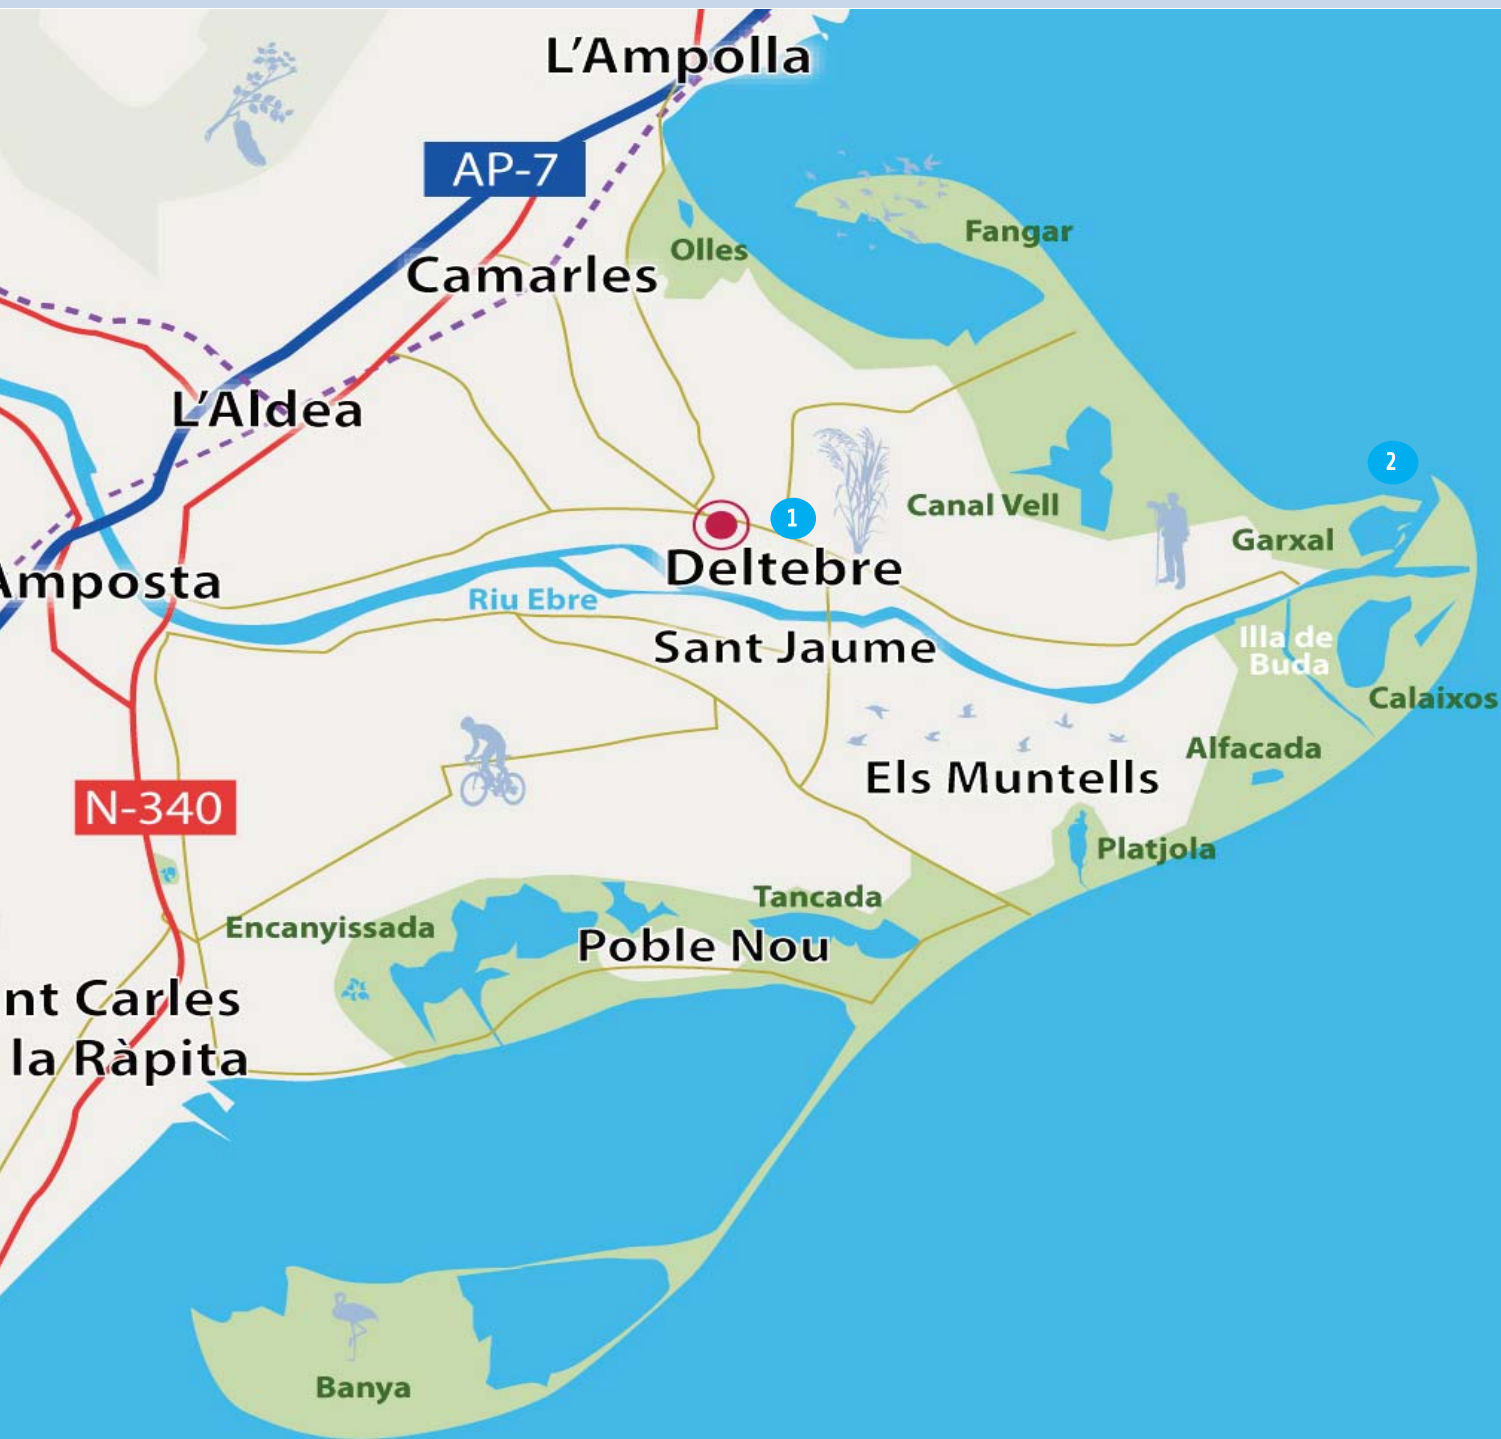 L'Ampolla
AP-7
Fangar
Olles
Camarles
L'Aldea
2
Canal Vell
1
Garxal
Deltebre
Amposta
Riu Ebre
Illa de
Buda
Sant Jaume
Calaixos
Alfacada
Els Muntells
N-340
Platjola
Tancada
Encanyissada
Poble Nou
nt Carles
la Ràpita
Banya